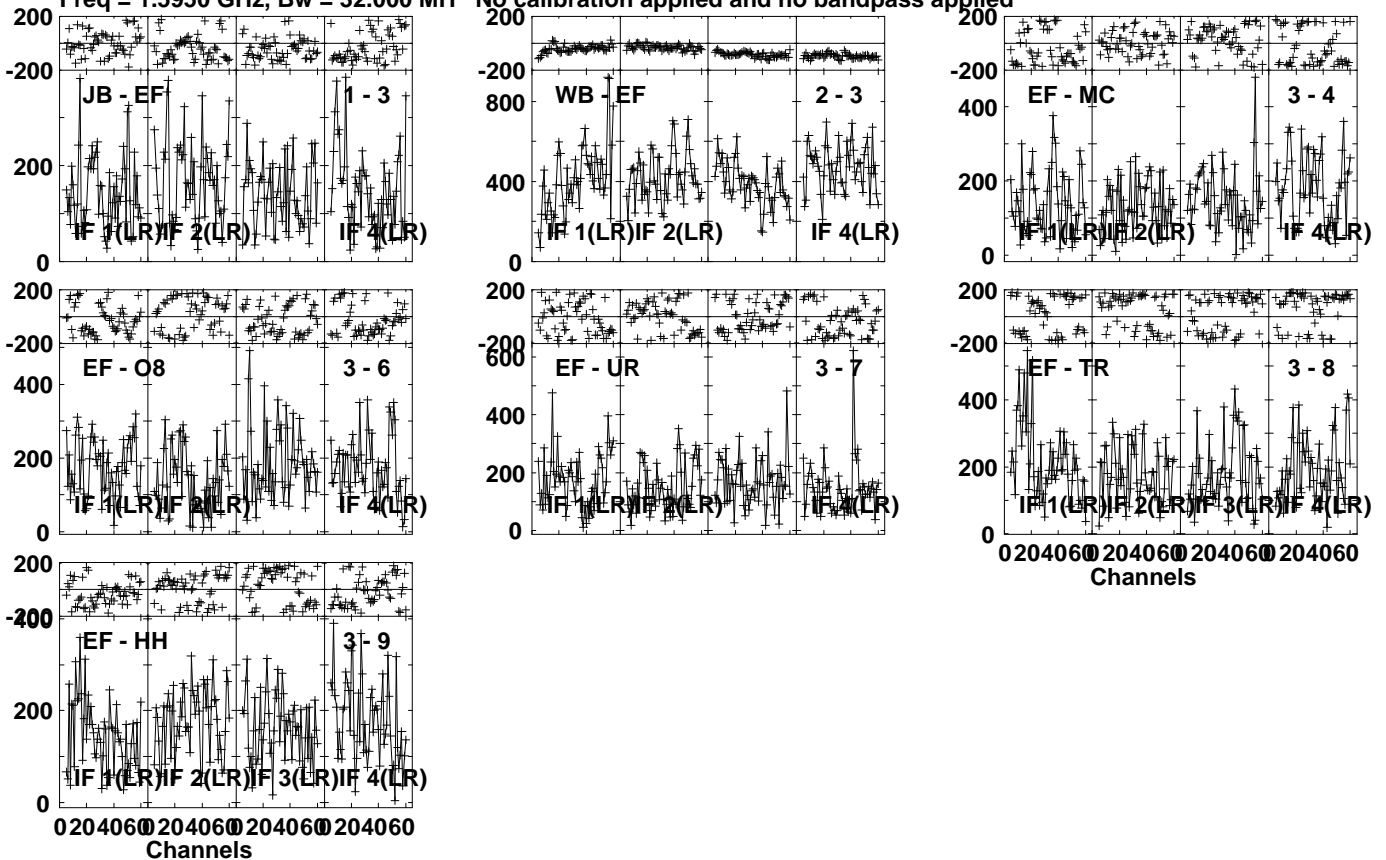 Freq = 1.5950 GHz, Bw = 32.000 MH No calibration applied and no bandpass applied
200
-200
JB - EF 1 - 3
200
0
IF 1(LR) IF 2(LR) IF 4(LR)
200
-200
WB - EF 2 - 3
800
600
400
200
0
IF 1(LR) IF 2(LR) IF 4(LR)
200
-200
EF - MC 3 - 4
400
200
0
IF 1(LR) IF 2(LR) IF 4(LR)
200
-200
EF - O8 3 - 6
400
200
0
IF 1(LR) IF 2(LR) IF 4(LR)
200
-200
600
EF - UR 3 - 7
400
200
0
IF 1(LR) IF 2(LR) IF 4(LR)
200
-200
EF - TR 3 - 8
400
200
0
IF 1(LR) IF 2(LR) IF 3(LR) IF 4(LR)
0 20 40 60 0 20 40 60 0 20 40 60 0 20 40 60
Channels
200
-200
400
EF - HH 3 - 9
200
0
IF 1(LR) IF 2(LR) IF 3(LR) IF 4(LR)
0 20 40 60 0 20 40 60 0 20 40 60 0 20 40 60
Channels